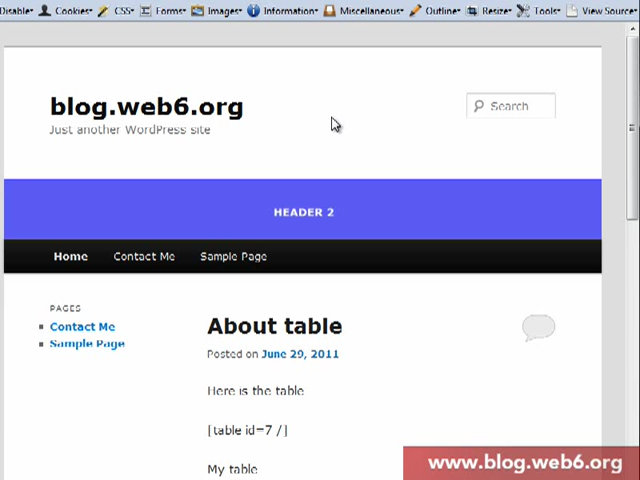 Disable Cookies CSS Forms Images Information Miscellaneous Outline Resize Tools View Source
blog.web6.org
Just another WordPress site
Search
HEADER 2
Home Contact Me Sample Page
PAGES
Contact Me
Sample Page
About table
Posted on June 29, 2011
Here is the table
[table id=7 /]
My table
www.blog.web6.org